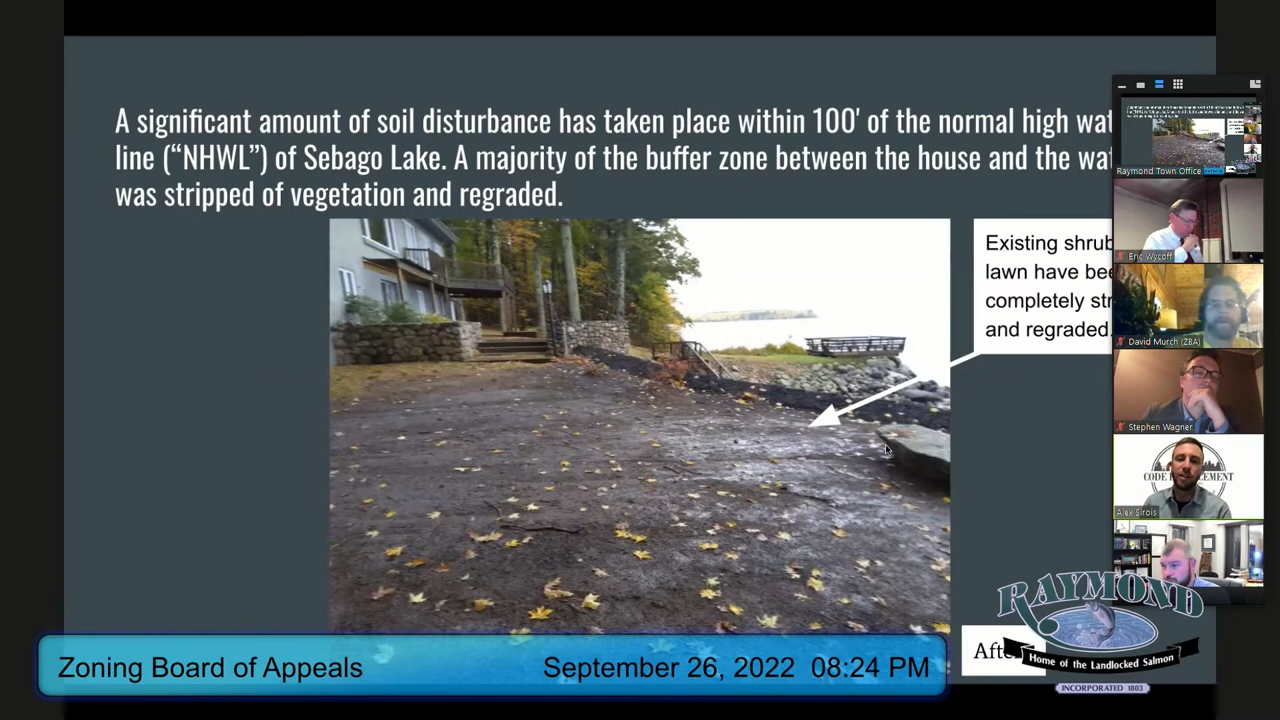 A significant amount of soil disturbance has taken place within 100' of the normal high wat
line ("NHWL") of Sebago Lake. A majority of the buffer zone between the house and the wat
was stripped of vegetation and regraded.
Existing shrub
lawn have bee
completely str
and regraded.
Raymond Town Office
Eric Wycoff
David Murch (ZBA)
Stephen Wagner
CODE ENFORCEMENT
Alex Sirois
After
RAYMOND
Home of the Landlocked Salmon
INCORPORATED 1803
Zoning Board of Appeals
September 26, 2022 08:24 PM